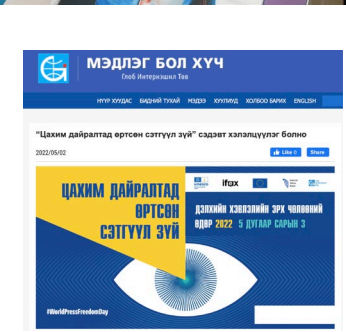 МЭДЛЭГ БОЛ ХҮЧ
Глоб Интернэшнл Төв
НҮҮР ХУУДАС БИДНИЙ ТУХАЙ МЭДЭЭ ХУУЛИУД ХОЛБОО БАРИХ ENGLISH
"Цахим дайралтад өртсөн сэтгүүл зүй" сэдэвт хэлэлцүүлэг болно
2022/05/02
Like 0 Share
ifex
ЦАХИМ ДАЙРАЛТАД
ӨРТСӨН
СЭТГҮҮЛ ЗҮЙ
ДЭЛХИЙН ХЭВЛЭЛИЙН ЭРХ ЧӨЛӨӨНИЙ
ӨДӨР 2022 5 ДУГААР САРЫН 3
#WorldPressFreedomDay